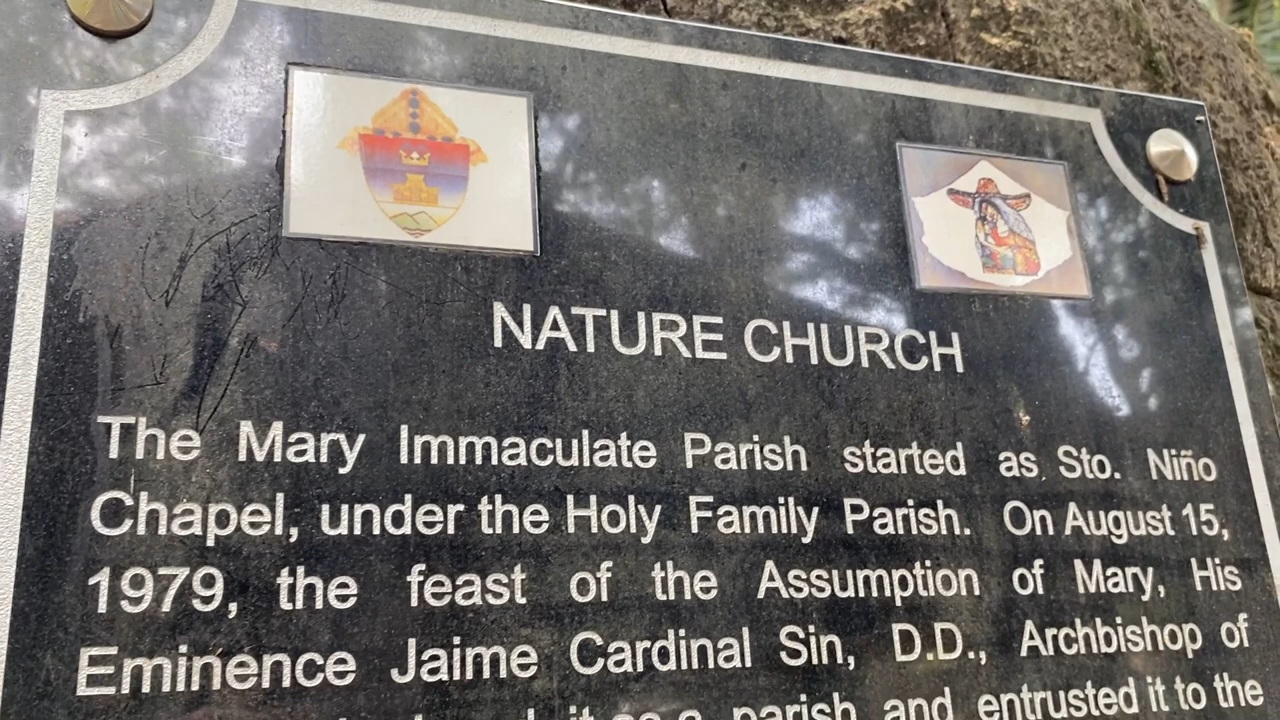 NATURE CHURCH
The Mary Immaculate Parish started as Sto. Niño
Chapel, under the Holy Family Parish. On August 15,
1979, the feast of the Assumption of Mary, His
Eminence Jaime Cardinal Sin, D.D., Archbishop of
it as a parish and entrusted it to the